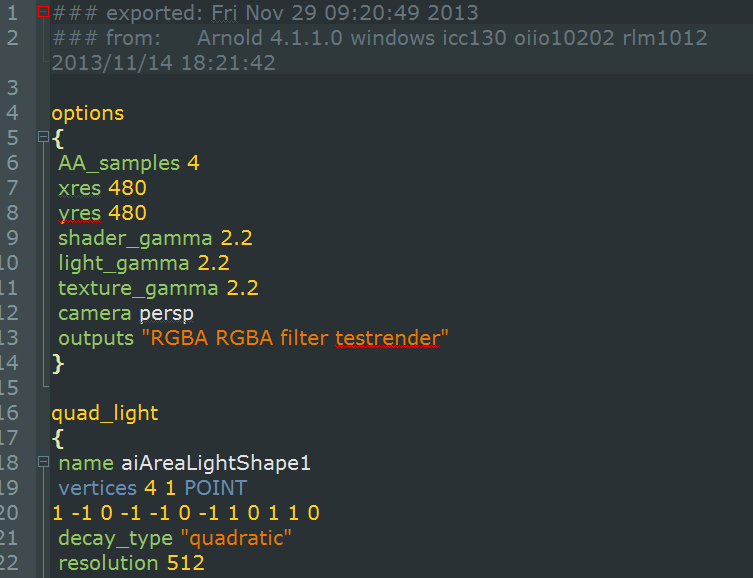 1 ### exported: Fri Nov 29 09:20:49 2013
2 ### from:     Arnold 4.1.1.0 windows icc130 oiio10202 rlm1012
2013/11/14 18:21:42
3
4 options
5 {
6 AA_samples 4
7 xres 480
8 yres 480
9 shader_gamma 2.2
10 light_gamma 2.2
11 texture_gamma 2.2
12 camera persp
13 outputs "RGBA RGBA filter testrender"
14 }
15
16 quad_light
17 {
18 name aiAreaLightShape1
19 vertices 4 1 POINT
20 1 -1 0 -1 -1 0 -1 1 0 1 1 0
21 decay_type "quadratic"
22 resolution 512